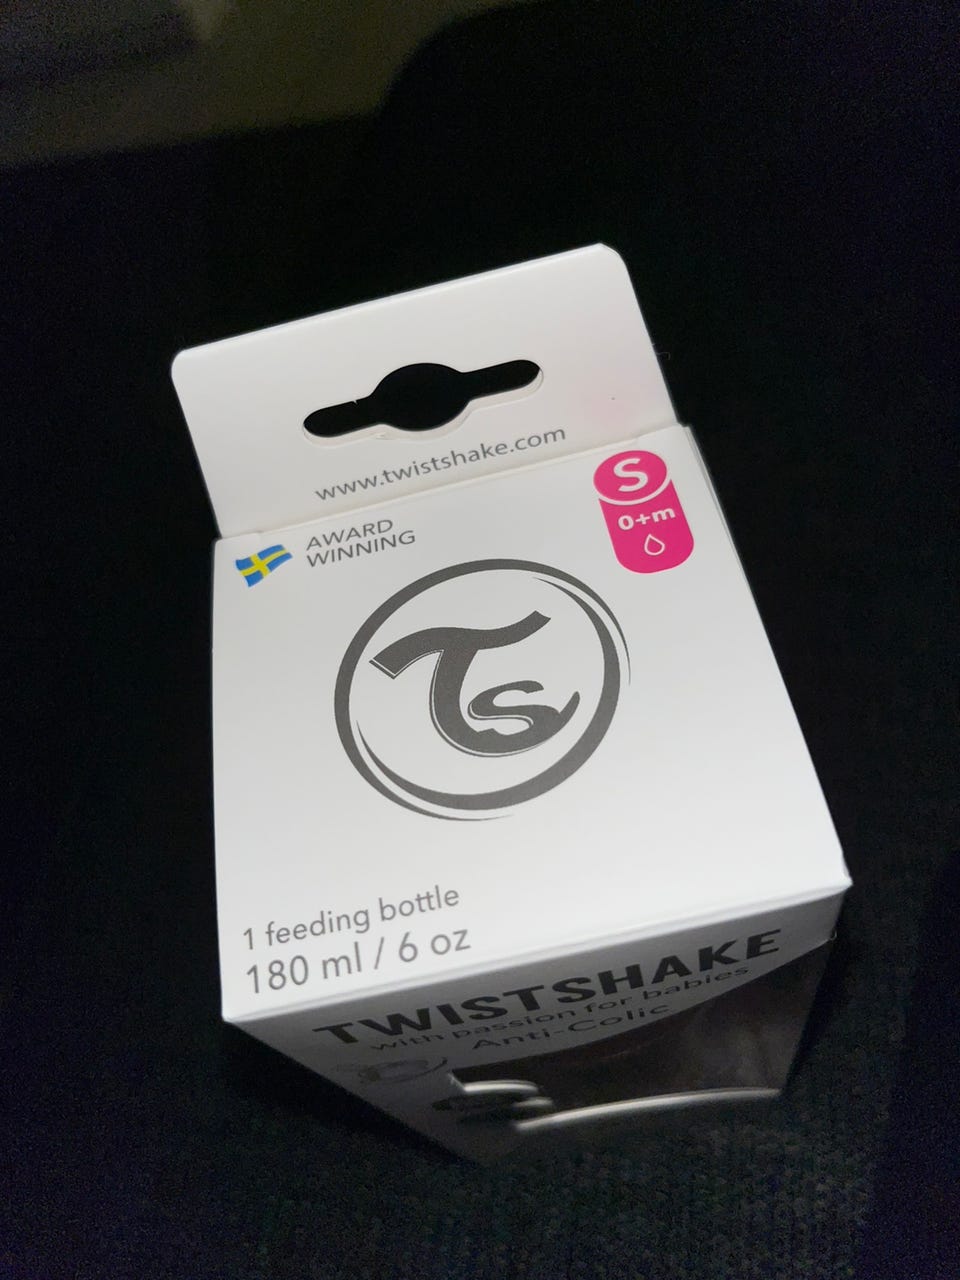 www.twistshake.com
S
0+m
AWARD
WINNING
Ts
1 feeding bottle
180 ml / 6 oz
TWISTSHAKE
with passion for babies
Anti-Colic